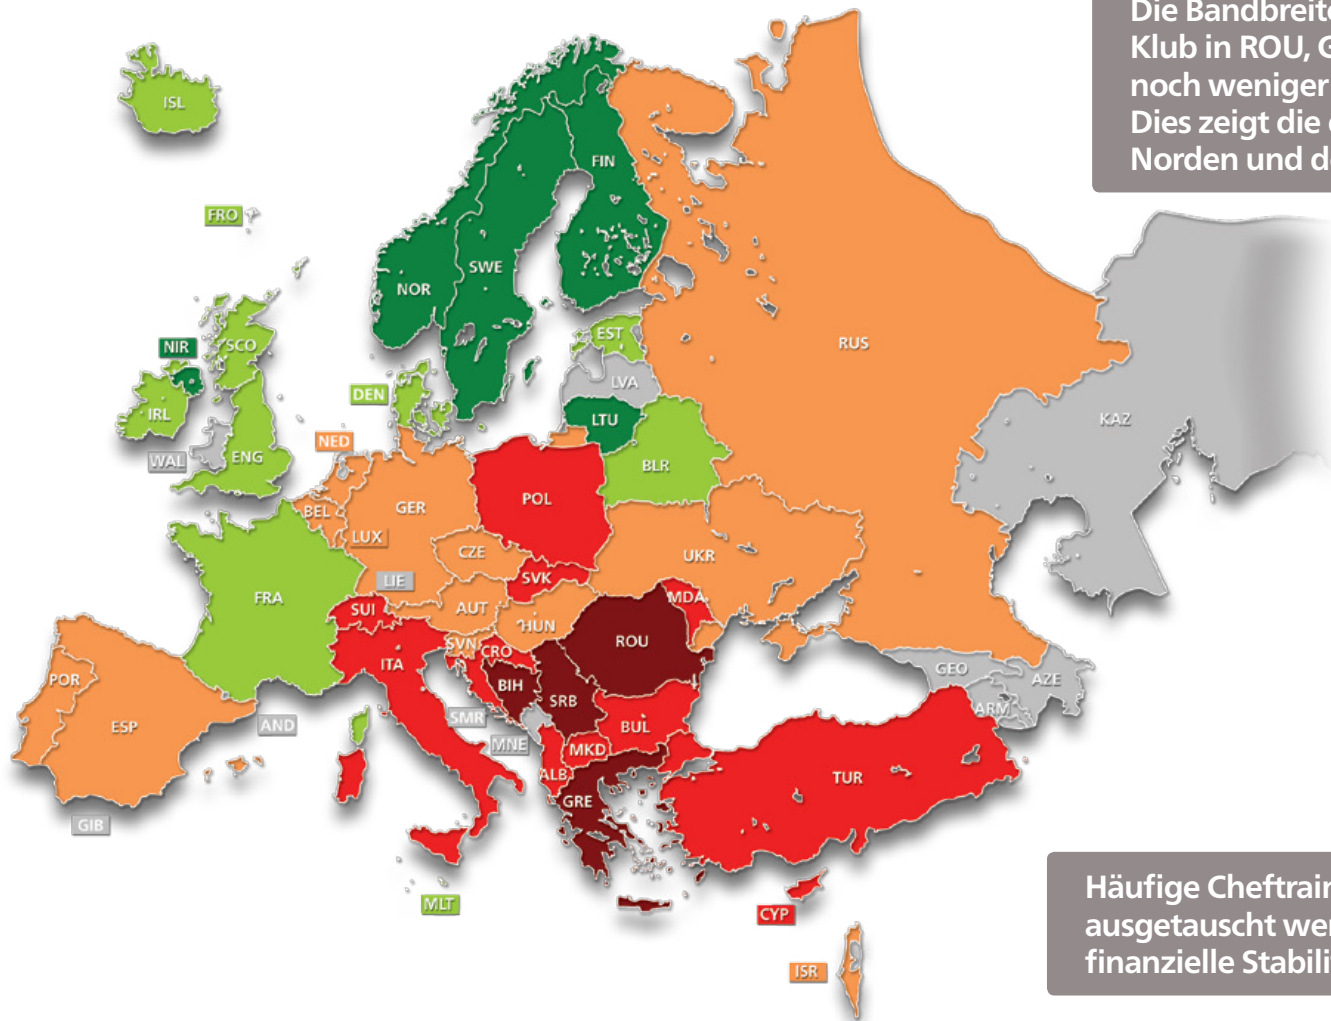 Die Bandbreite
Klub in ROU, G
noch weniger
Dies zeigt die
Norden und d
ISL
FIN
FRO
SWE
NOR
EST
RUS
SCO
NIR
LVA
DEN
IRL
LTU
KAZ
NED
WAL
ENG
BLR
POL
GER
BEL
LUX
CZE
UKR
LIE
SVK
FRA
MDA
SUI
AUT
HUN
ROU
SVN
CRO
ITA
GEO
POR
BIH
AZE
SRB
ARM
SMR
ESP
AND
BUL
MNE
MKD
ALB
TUR
GRE
GIB
Häufige Cheftrain
MLT
CYP
ausgetauscht wer
finanzielle Stabili
ISR